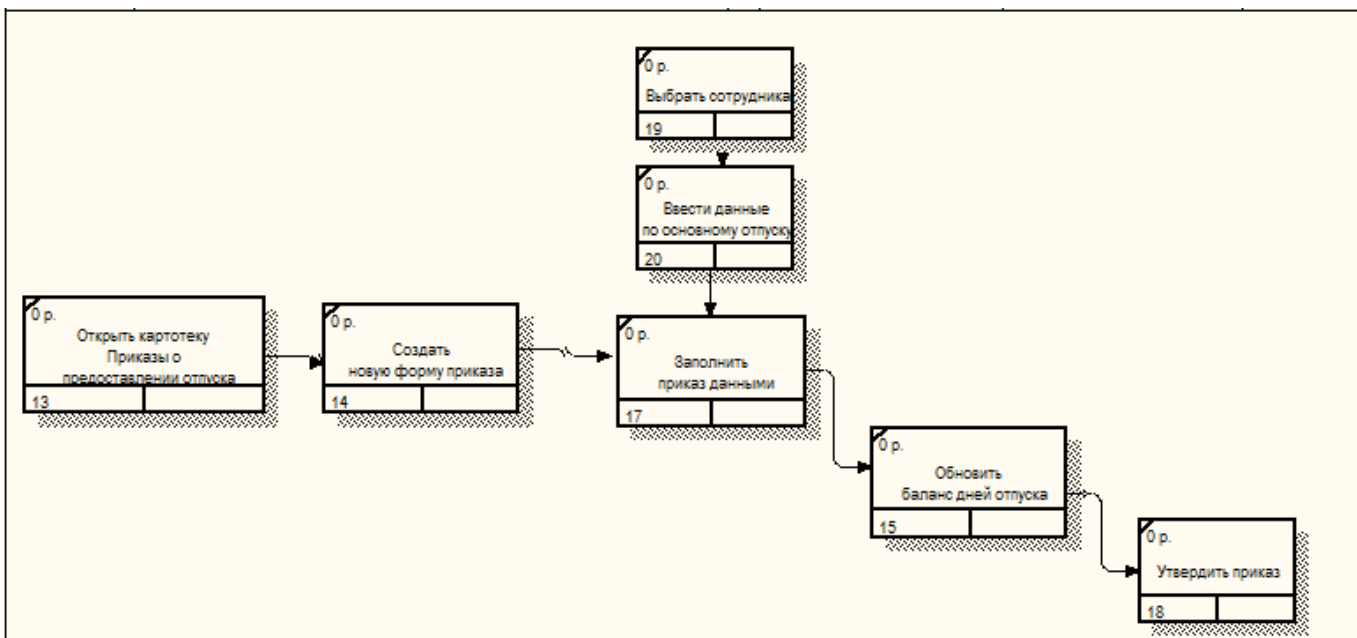 0 р.
Выбрать сотрудника
19
0 р.
Ввести данные
по основному отпуску
20
0 р.
Открыть картотеку
Приказы о
предоставлении отпуска
13
0 р.
Создать
новую форму приказа
14
0 р.
Заполнить
приказ данными
17
0 р.
Обновить
баланс дней отпуска
15
0 р.
Утвердить приказ
18